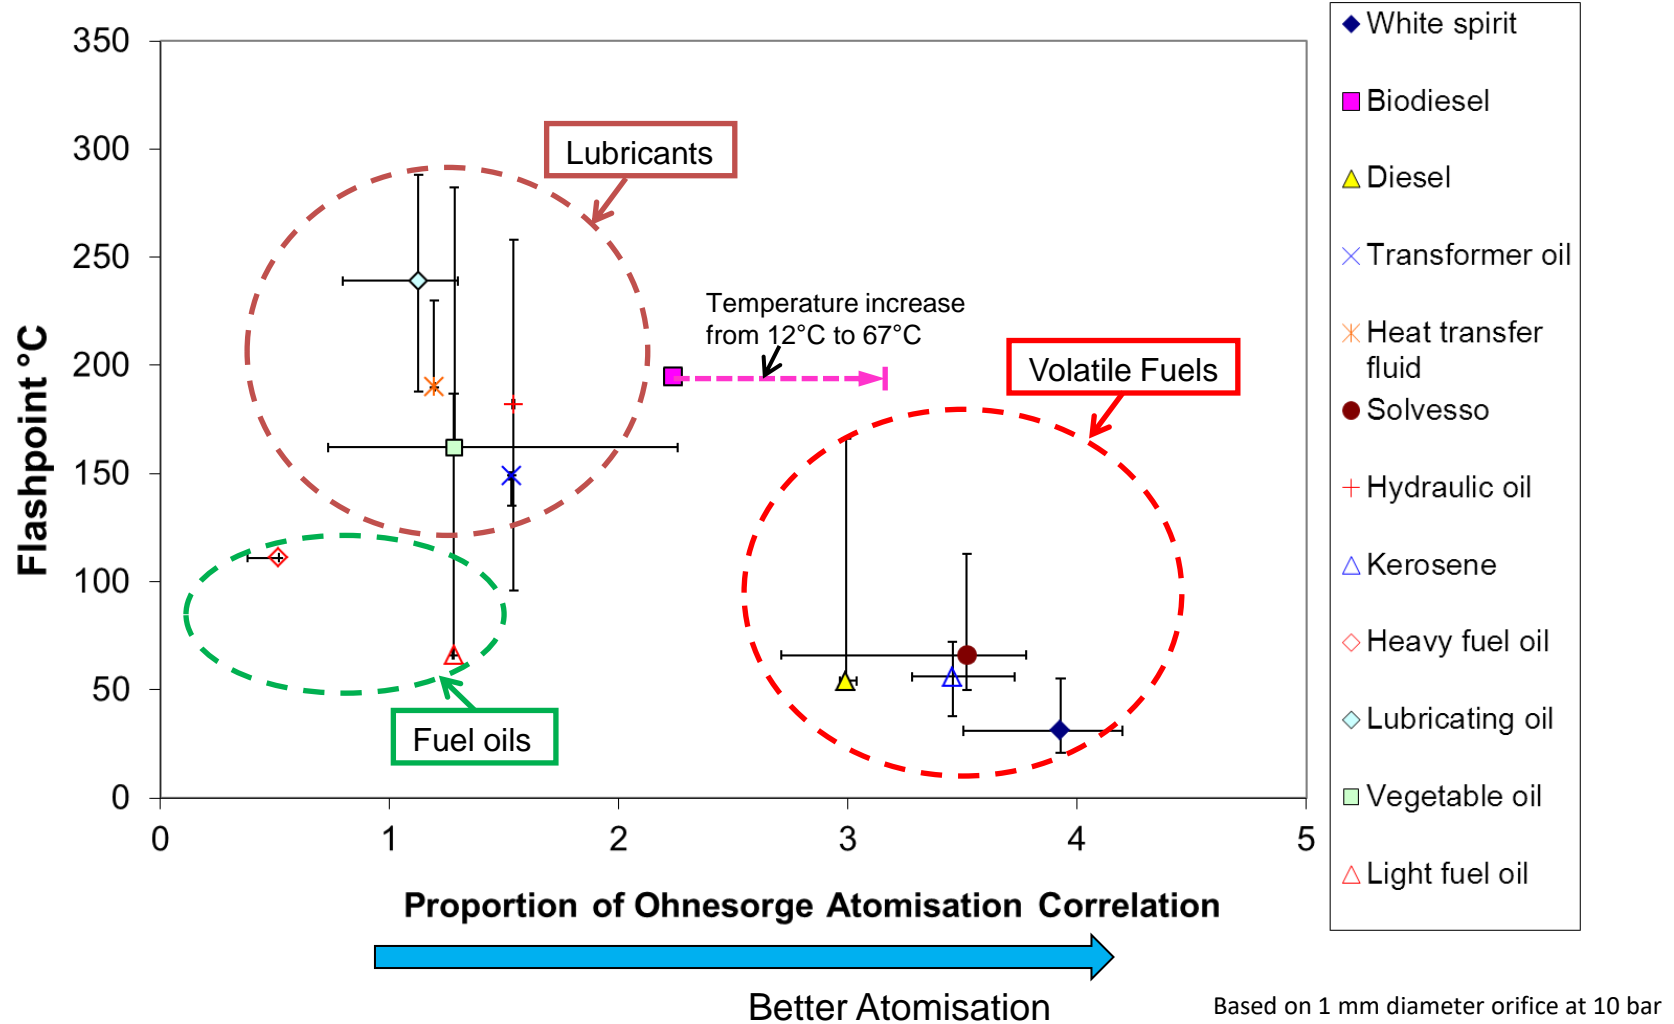 350
300
250
200
150
100
50
0
Flashpoint °C
0 1 2 3 4 5
Lubricants
Temperature increase
from 12°C to 67°C
Volatile Fuels
Fuel oils
Proportion of Ohnesorge Atomisation Correlation
Better Atomisation
White spirit
Biodiesel
Diesel
Transformer oil
Heat transfer
fluid
Solvesso
Hydraulic oil
Kerosene
Heavy fuel oil
Lubricating oil
Vegetable oil
Light fuel oil
Based on 1 mm diameter orifice at 10 bar